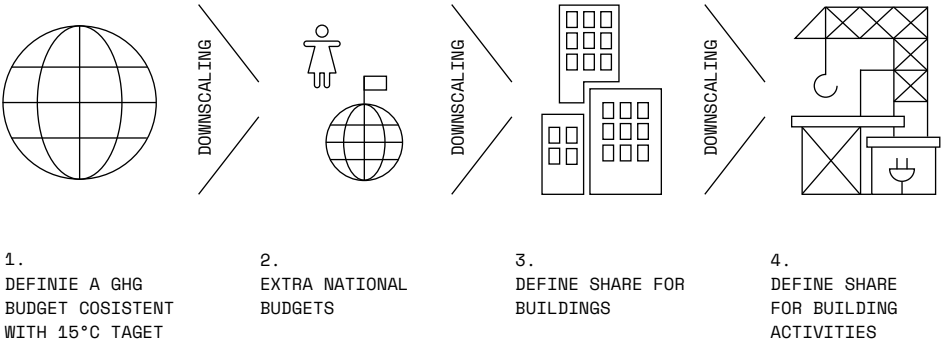 DOWNSCALING
DOWNSCALING
DOWNSCALING
1.
DEFINIE A GHG
BUDGET COSISTENT
WITH 15°C TAGET
2.
EXTRA NATIONAL
BUDGETS
3.
DEFINE SHARE FOR
BUILDINGS
4.
DEFINE SHARE
FOR BUILDING
ACTIVITIES